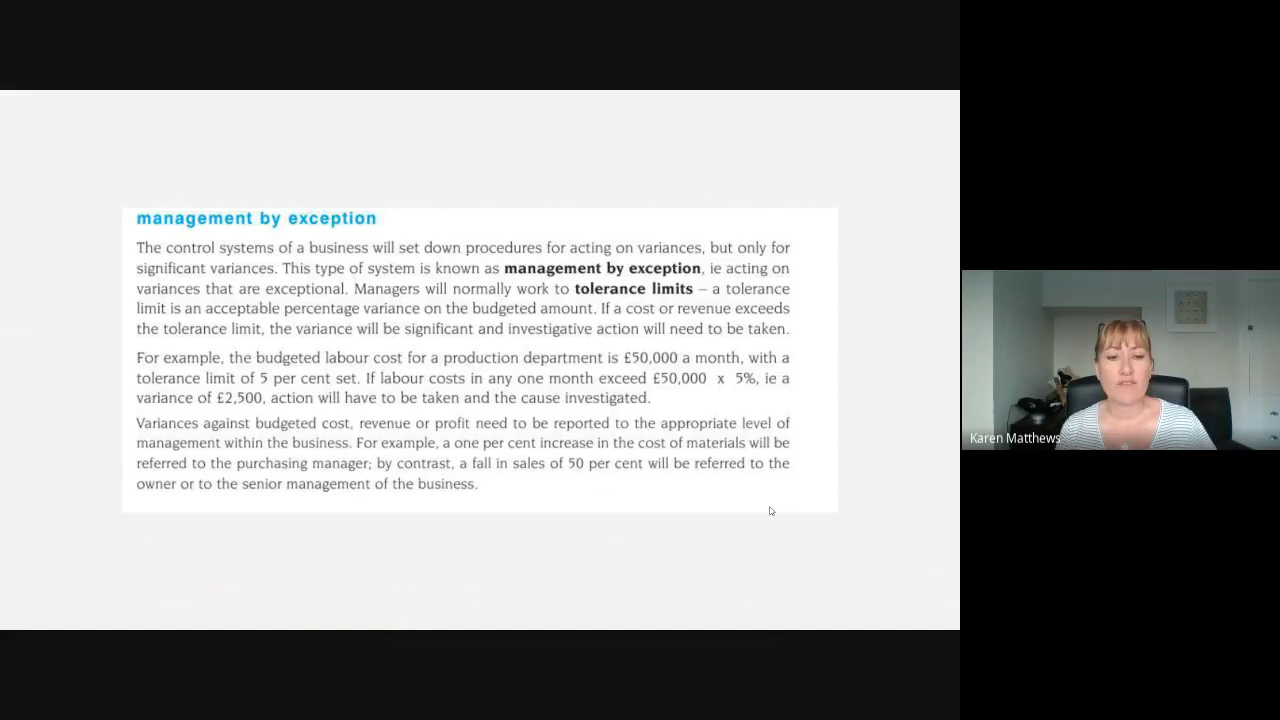 management by exception
The control systems of a business will set down procedures for acting on variances, but only for
significant variances. This type of system is known as management by exception, ie acting on
variances that are exceptional. Managers will normally work to tolerance limits – a tolerance
limit is an acceptable percentage variance on the budgeted amount. If a cost or revenue exceeds
the tolerance limit, the variance will be significant and investigative action will need to be taken.
For example, the budgeted labour cost for a production department is £50,000 a month, with a
tolerance limit of 5 per cent set. If labour costs in any one month exceed £50,000 x 5%, ie a
variance of £2,500, action will have to be taken and the cause investigated.
Variances against budgeted cost, revenue or profit need to be reported to the appropriate level of
management within the business. For example, a one per cent increase in the cost of materials will be
referred to the purchasing manager; by contrast, a fall in sales of 50 per cent will be referred to the
owner or to the senior management of the business.
Karen Matthews